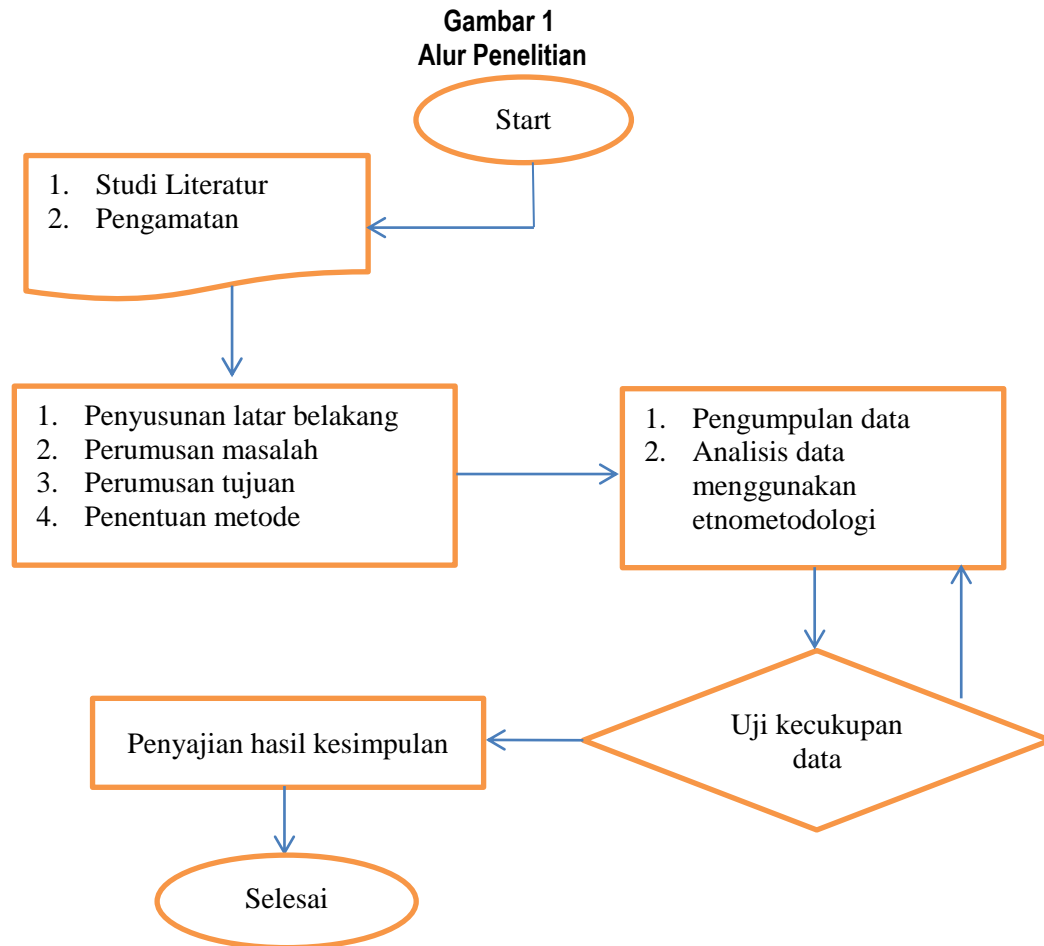 Gambar 1
Alur Penelitian
Start
1. Studi Literatur
2. Pengamatan
1. Penyusunan latar belakang
2. Perumusan masalah
3. Perumusan tujuan
4. Penentuan metode
1. Pengumpulan data
2. Analisis data
menggunakan
etnometodologi
Uji kecukupan
data
Penyajian hasil kesimpulan
Selesai